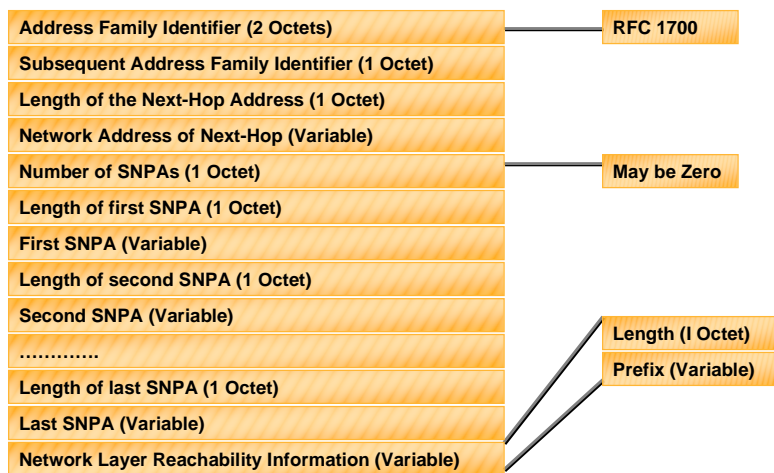 Address Family Identifier (2 Octets)
RFC 1700
Subsequent Address Family Identifier (1 Octet)
Length of the Next-Hop Address (1 Octet)
Network Address of Next-Hop (Variable)
Number of SNPAs (1 Octet)
May be Zero
Length of first SNPA (1 Octet)
First SNPA (Variable)
Length of second SNPA (1 Octet)
Second SNPA (Variable)
Length (I Octet)
………….
Prefix (Variable)
Length of last SNPA (1 Octet)
Last SNPA (Variable)
Network Layer Reachability Information (Variable)